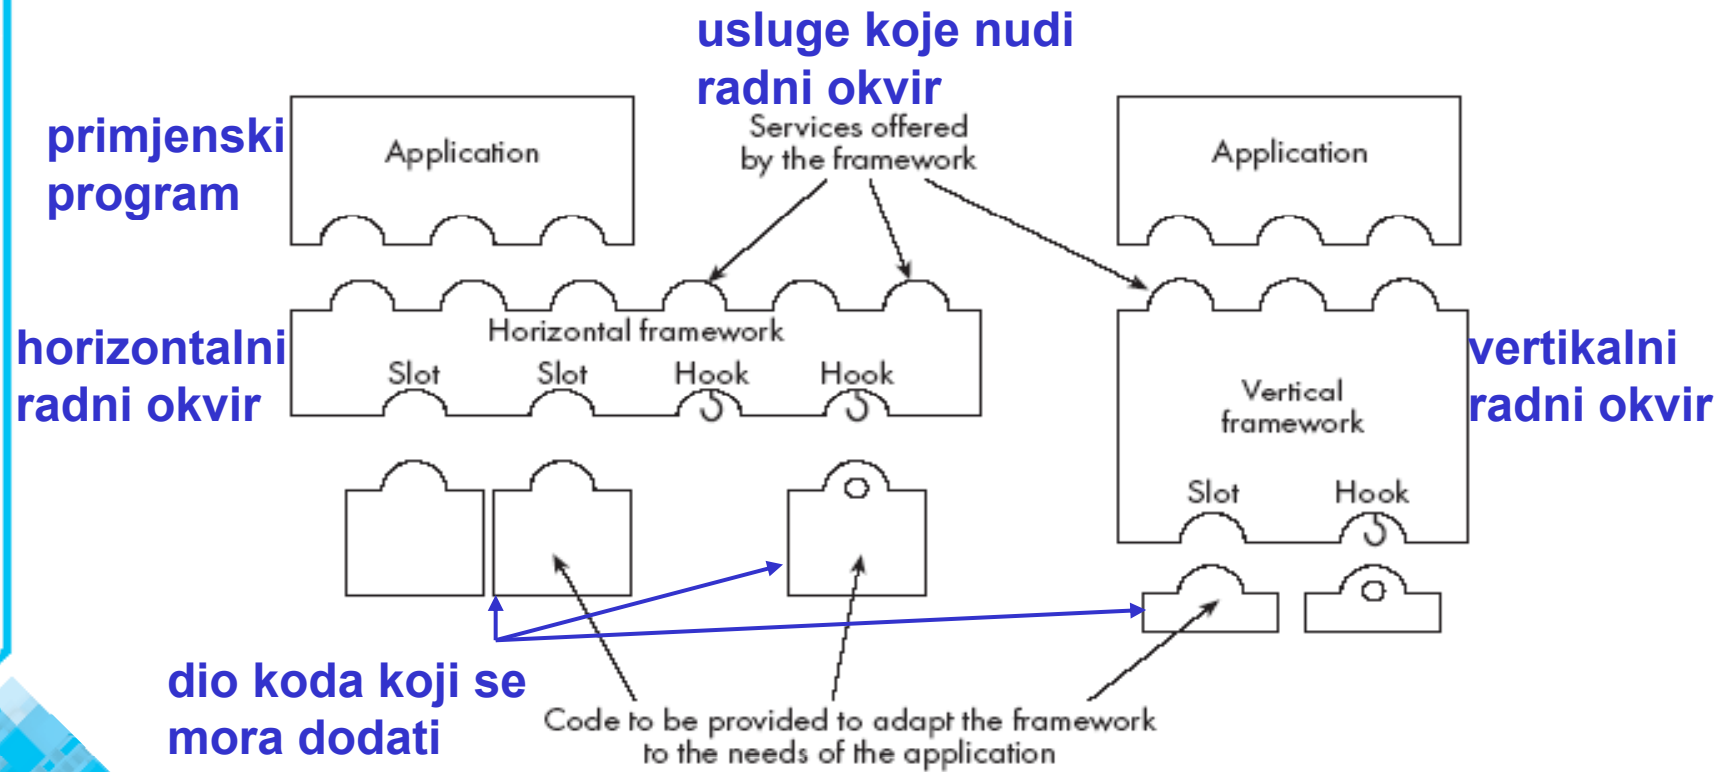 usluge koje nudi
radni okvir
primjenski
program
Application
Services offered
by the framework
Application
horizontalni
radni okvir
Horizontal framework
Slot Slot Hook Hook
vertikalni
radni okvir
Vertical
framework
Slot Hook
dio koda koji se
mora dodati
Code to be provided to adapt the framework
to the needs of the application